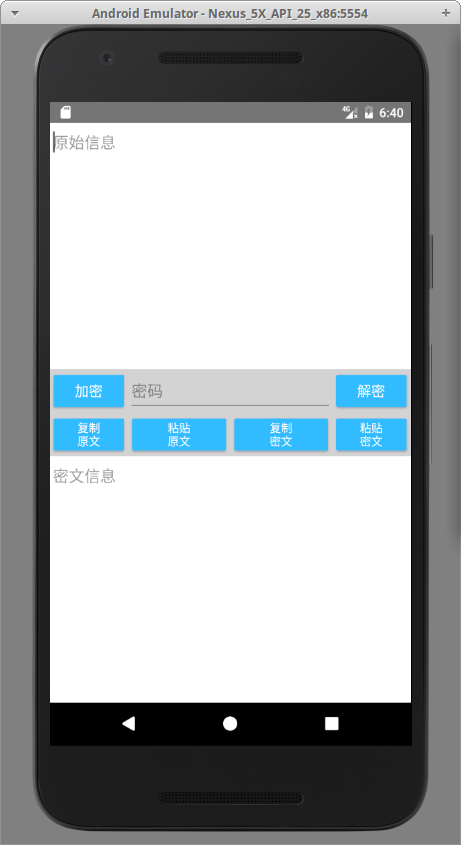 Android Emulator - Nexus_5X_API_25_x86:5554
4G 6:40
原始信息
加密 密码 解密
复制 粘贴 复制 粘贴
原文 原文 密文 密文
密文信息